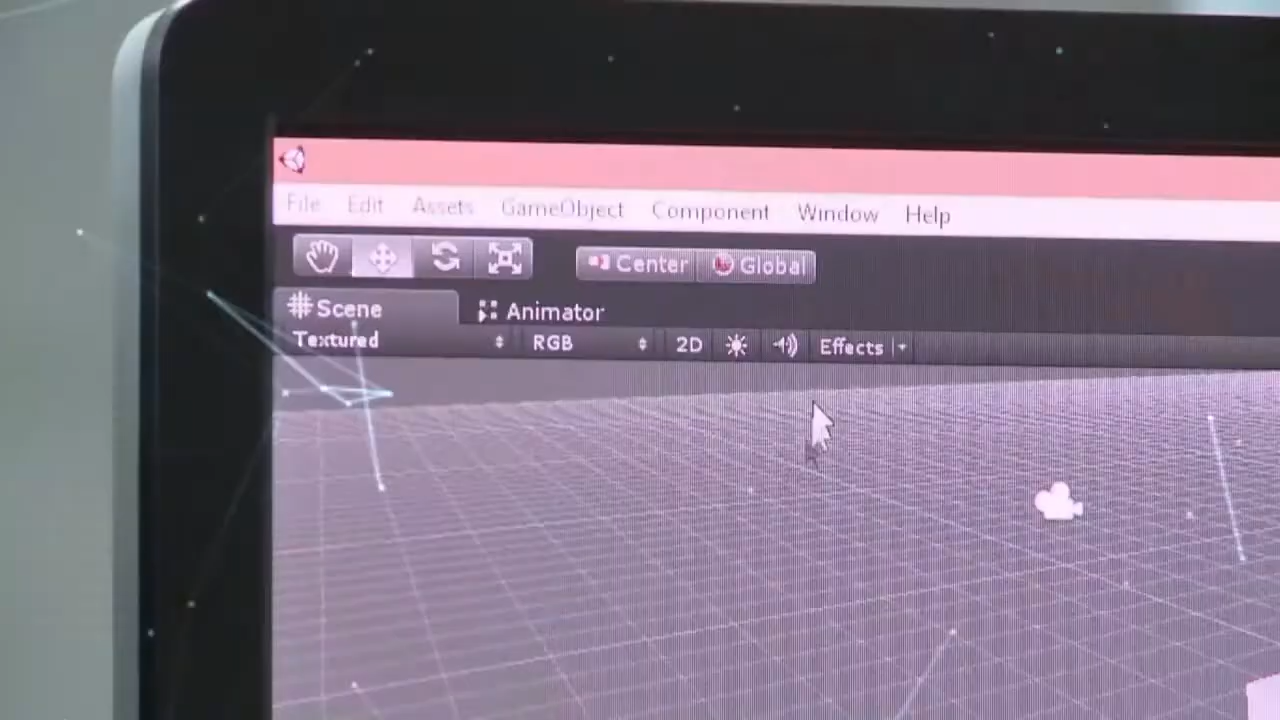 File Edit Assets GameObject Component Window Help
Center Global
Scene Animator
Textured RGB 2D Effects